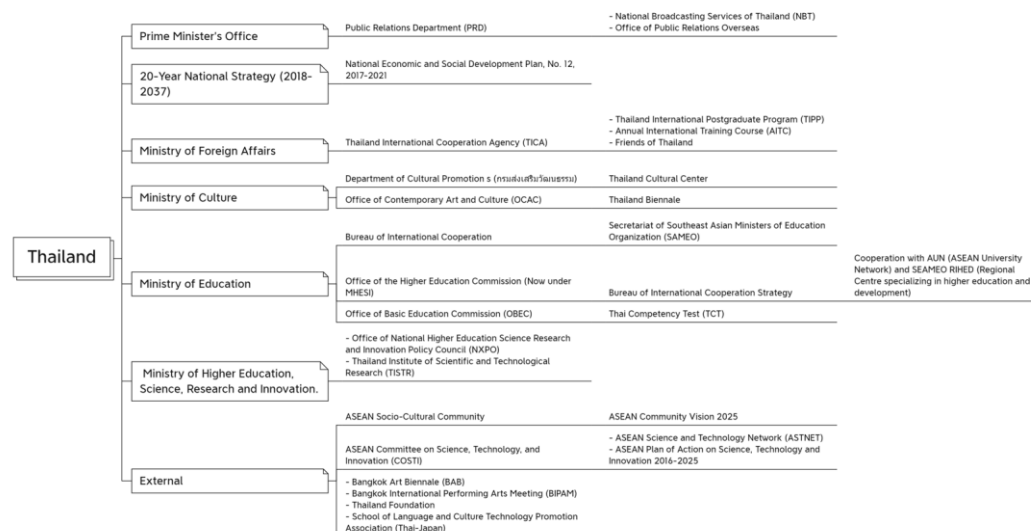 Thailand
Prime Minister's Office
Public Relations Department (PRD)
- National Broadcasting Services of Thailand (NBT)
- Office of Public Relations Overseas
20-Year National Strategy (2018-
2037)
National Economic and Social Development Plan, No. 12,
2017-2021
Ministry of Foreign Affairs
Thailand International Cooperation Agency (TICA)
- Thailand International Postgraduate Program (TIPP)
- Annual International Training Course (AITC)
- Friends of Thailand
Ministry of Culture
Department of Cultural Promotion s (กรมส่งเสริมวัฒนธรรม)
Thailand Cultural Center
Office of Contemporary Art and Culture (OCAC)
Thailand Biennale
Ministry of Education
Bureau of International Cooperation
Secretariat of Southeast Asian Ministers of Education
Organization (SAMEO)
Office of the Higher Education Commission (Now under
MHESI)
Bureau of International Cooperation Strategy
Cooperation with AUN (ASEAN University
Network) and SEAMEO RIHED (Regional
Centre specializing in higher education and
development)
Office of Basic Education Commission (OBEC)
Thai Competency Test (TCT)
Ministry of Higher Education,
Science, Research and Innovation.
- Office of National Higher Education Science Research
and Innovation Policy Council (NXPO)
- Thailand Institute of Scientific and Technological
Research (TISTR)
External
ASEAN Socio-Cultural Community
ASEAN Community Vision 2025
ASEAN Committee on Science, Technology, and
Innovation (COSTI)
- ASEAN Science and Technology Network (ASTNET)
- ASEAN Plan of Action on Science, Technology and
Innovation 2016-2025
- Bangkok Art Biennale (BAB)
- Bangkok International Performing Arts Meeting (BIPAM)
- Thailand Foundation
- School of Language and Culture Technology Promotion
Association (Thai-Japan)